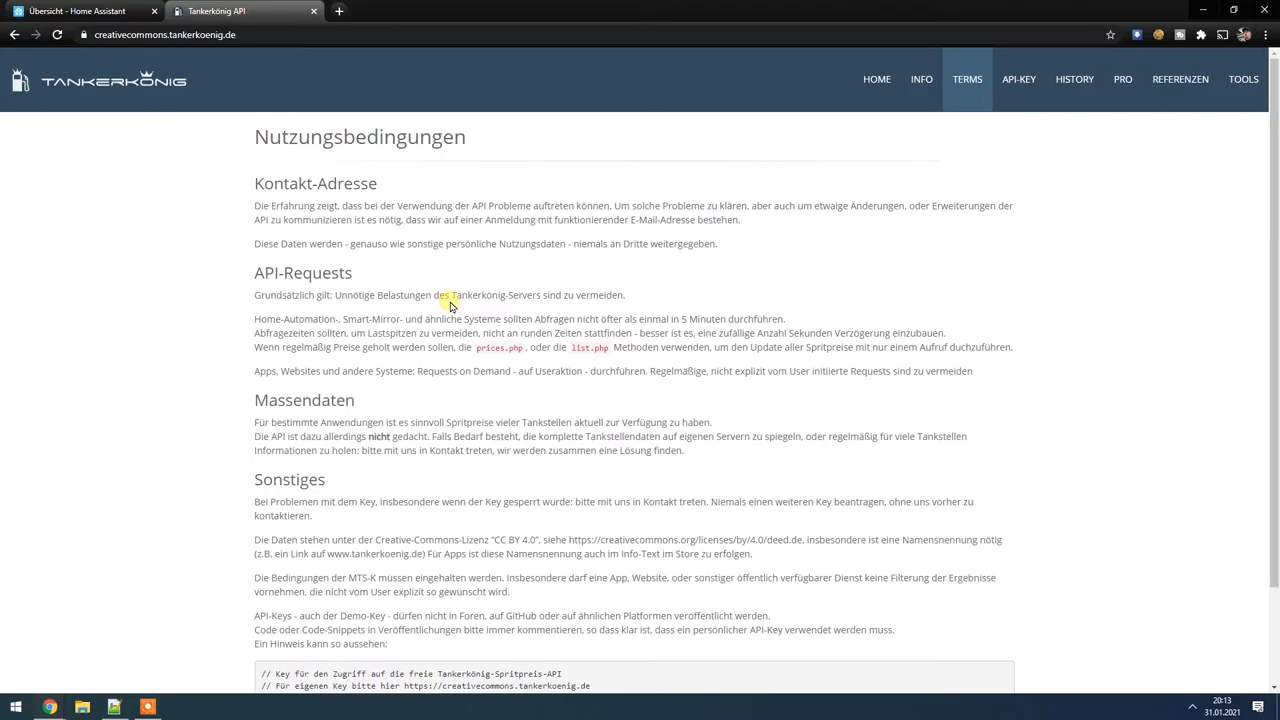 Übersicht - Home Assistant
Tankerkönig API
creativecommons.tankerkoenig.de
TANKERKÖNIG
HOME INFO TERMS API-KEY HISTORY PRO REFERENZEN TOOLS
Nutzungsbedingungen
Kontakt-Adresse
Die Erfahrung zeigt, dass bei der Verwendung der API Probleme auftreten können. Um solche Probleme zu klären, aber auch um etwaige Änderungen, oder Erweiterungen der
API zu kommunizieren ist es nötig, dass wir auf einer Anmeldung mit funktionierender E-Mail-Adresse bestehen.
Diese Daten werden - genauso wie sonstige persönliche Nutzungsdaten - niemals an Dritte weitergegeben.
API-Requests
Grundsätzlich gilt: Unnötige Belastungen des Tankerkönig-Servers sind zu vermeiden.
Home-Automation-, Smart-Mirror- und ähnliche Systeme sollten Abfragen nicht öfter als einmal in 5 Minuten durchführen.
Abfragezeiten sollten, um Lastspitzen zu vermeiden, nicht an runden Zeiten stattfinden - besser ist es, eine zufällige Anzahl Sekunden Verzögerung einzubauen.
Wenn regelmäßig Preise geholt werden sollen, die prices.php, oder die list.php Methoden verwenden, um den Update aller Spritpreise mit nur einem Aufruf duchzuführen.
Apps, Websites und andere Systeme: Requests on Demand - auf Useraktion - durchführen. Regelmäßige, nicht explizit vom User initiierte Requests sind zu vermeiden
Massendaten
Für bestimmte Anwendungen ist es sinnvoll Spritpreise vieler Tankstellen aktuell zur Verfügung zu haben.
Die API ist dazu allerdings nicht gedacht. Falls Bedarf besteht, die komplette Tankstellendaten auf eigenen Servern zu spiegeln, oder regelmäßig für viele Tankstellen
Informationen zu holen: bitte mit uns in Kontakt treten, wir werden zusammen eine Lösung finden.
Sonstiges
Bei Problemen mit dem Key, insbesondere wenn der Key gesperrt wurde: bitte mit uns in Kontakt treten. Niemals einen weiteren Key beantragen, ohne uns vorher zu
kontaktieren.
Die Daten stehen unter der Creative-Commons-Lizenz “CC BY 4.0”, siehe https://creativecommons.org/licenses/by/4.0/deed.de, insbesondere ist eine Namensnennung nötig
(z.B. ein Link auf www.tankerkoenig.de) Für Apps ist diese Namensnennung auch im Info-Text im Store zu erfolgen.
Die Bedingungen der MTS-K müssen eingehalten werden. Insbesondere darf eine App, Website, oder sonstiger öffentlich verfügbarer Dienst keine Filterung der Ergebnisse
vornehmen, die nicht vom User explizit so gewünscht wird.
API-Keys - auch der Demo-Key - dürfen nicht in Foren, auf GitHub oder auf ähnlichen Platformen veröffentlicht werden.
Code oder Code-Snippets in Veröffentlichungen bitte immer kommentieren, so dass klar ist, dass ein persönlicher API-Key verwendet werden muss.
Ein Hinweis kann so aussehen:
// Key für den Zugriff auf die freie Tankerkönig-Spritpreis-API
// Für eigenen Key bitte hier https://creativecommons.tankerkoenig.de
20:13
31.01.2021